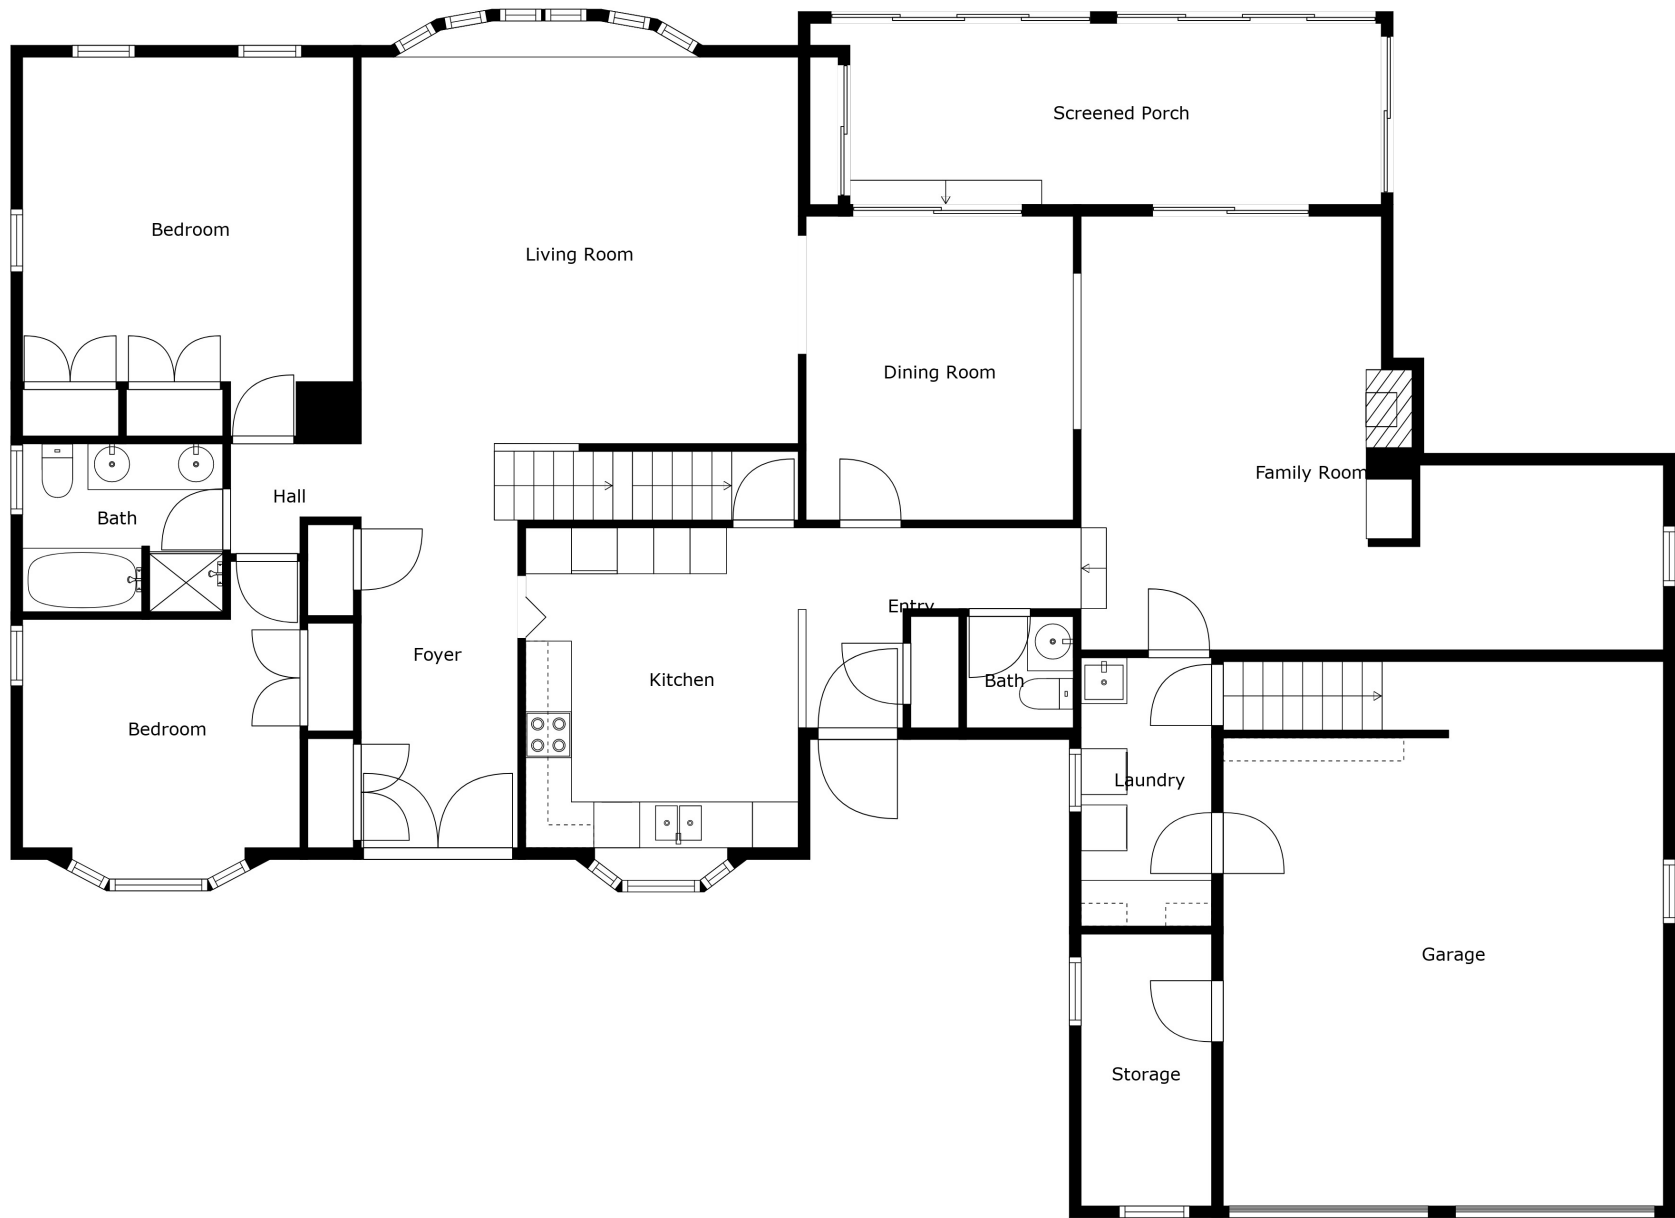 Screened Porch
Bedroom
Living Room
Dining Room
Family Room
Hall
Bath
Entry
Foyer
Kitchen
Bath
Bedroom
Laundry
Garage
Storage